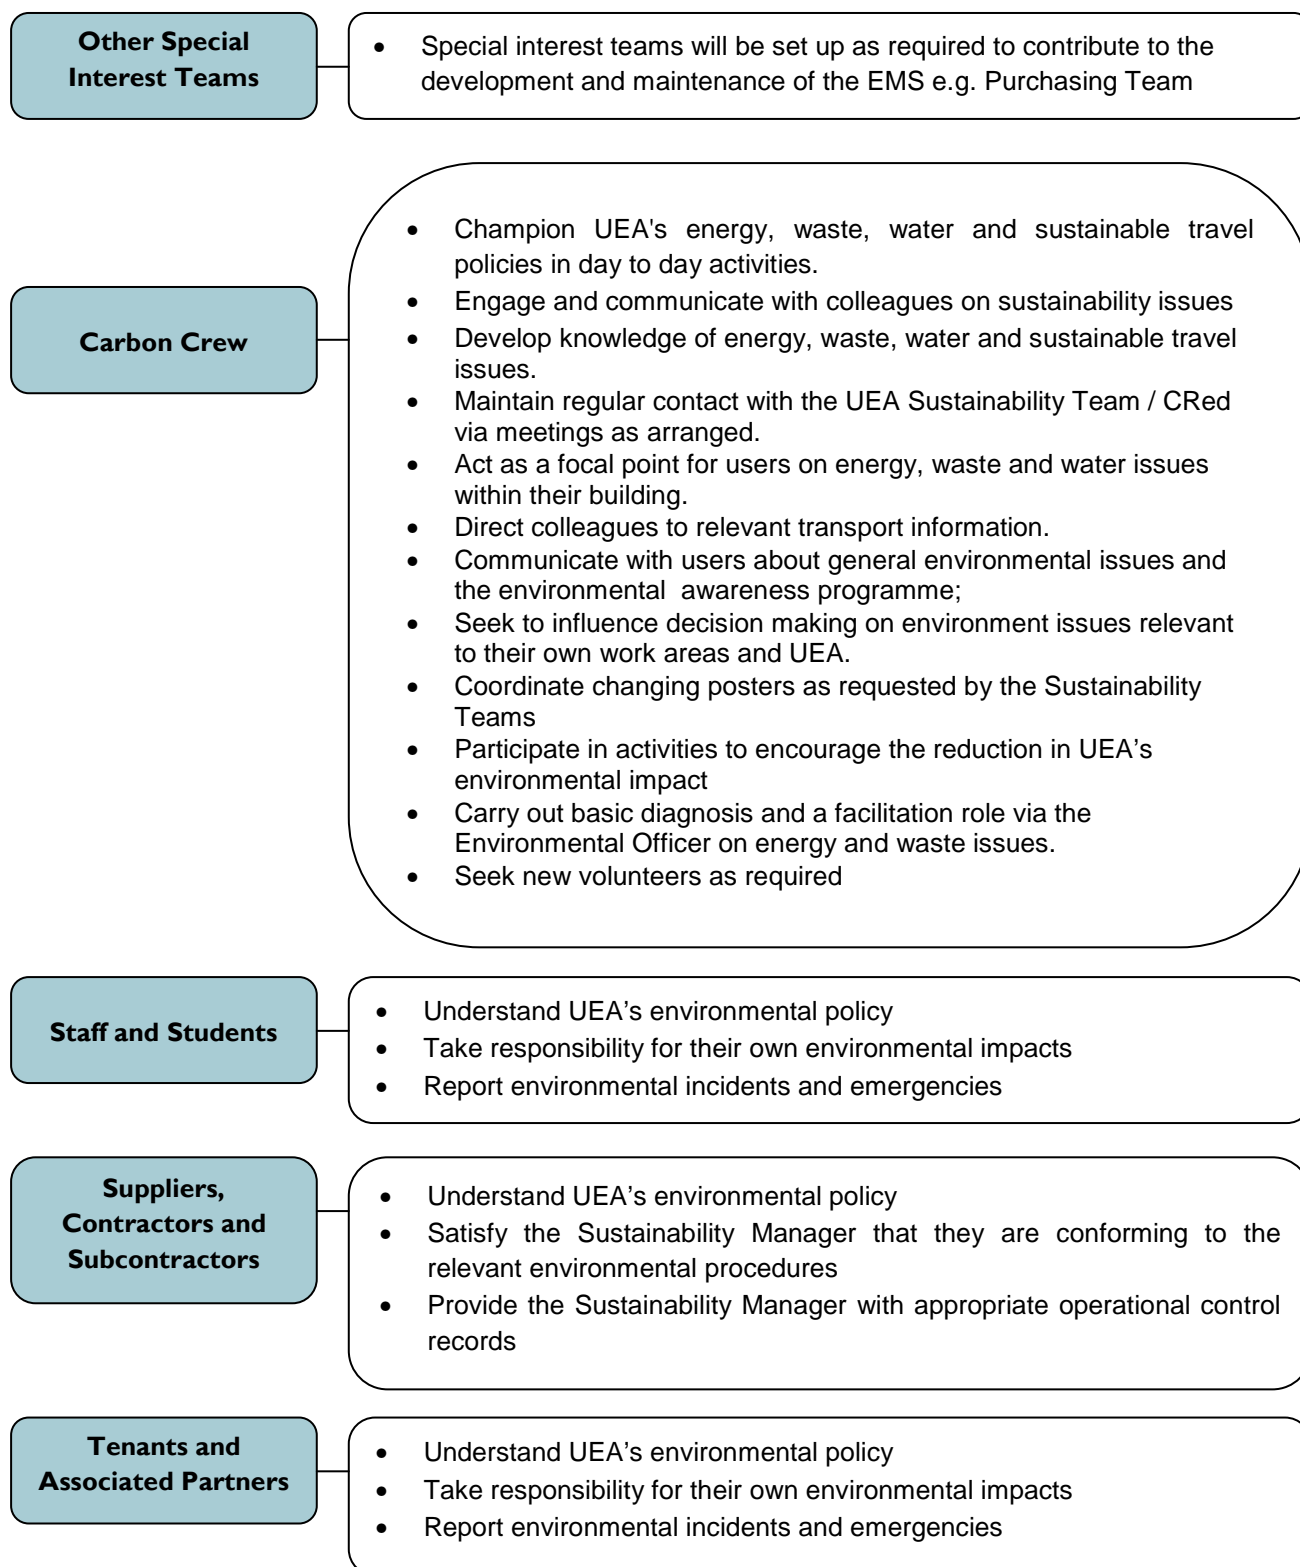 Other Special
Interest Teams
• Special interest teams will be set up as required to contribute to the
development and maintenance of the EMS e.g. Purchasing Team
Carbon Crew
• Champion UEA's energy, waste, water and sustainable travel
policies in day to day activities.
• Engage and communicate with colleagues on sustainability issues
• Develop knowledge of energy, waste, water and sustainable travel
issues.
• Maintain regular contact with the UEA Sustainability Team / CRed
via meetings as arranged.
• Act as a focal point for users on energy, waste and water issues
within their building.
• Direct colleagues to relevant transport information.
• Communicate with users about general environmental issues and
the environmental awareness programme;
• Seek to influence decision making on environment issues relevant
to their own work areas and UEA.
• Coordinate changing posters as requested by the Sustainability
Teams
• Participate in activities to encourage the reduction in UEA’s
environmental impact
• Carry out basic diagnosis and a facilitation role via the
Environmental Officer on energy and waste issues.
• Seek new volunteers as required
Staff and Students
• Understand UEA’s environmental policy
• Take responsibility for their own environmental impacts
• Report environmental incidents and emergencies
Suppliers,
Contractors and
Subcontractors
• Understand UEA’s environmental policy
• Satisfy the Sustainability Manager that they are conforming to the
relevant environmental procedures
• Provide the Sustainability Manager with appropriate operational control
records
Tenants and
Associated Partners
• Understand UEA’s environmental policy
• Take responsibility for their own environmental impacts
• Report environmental incidents and emergencies